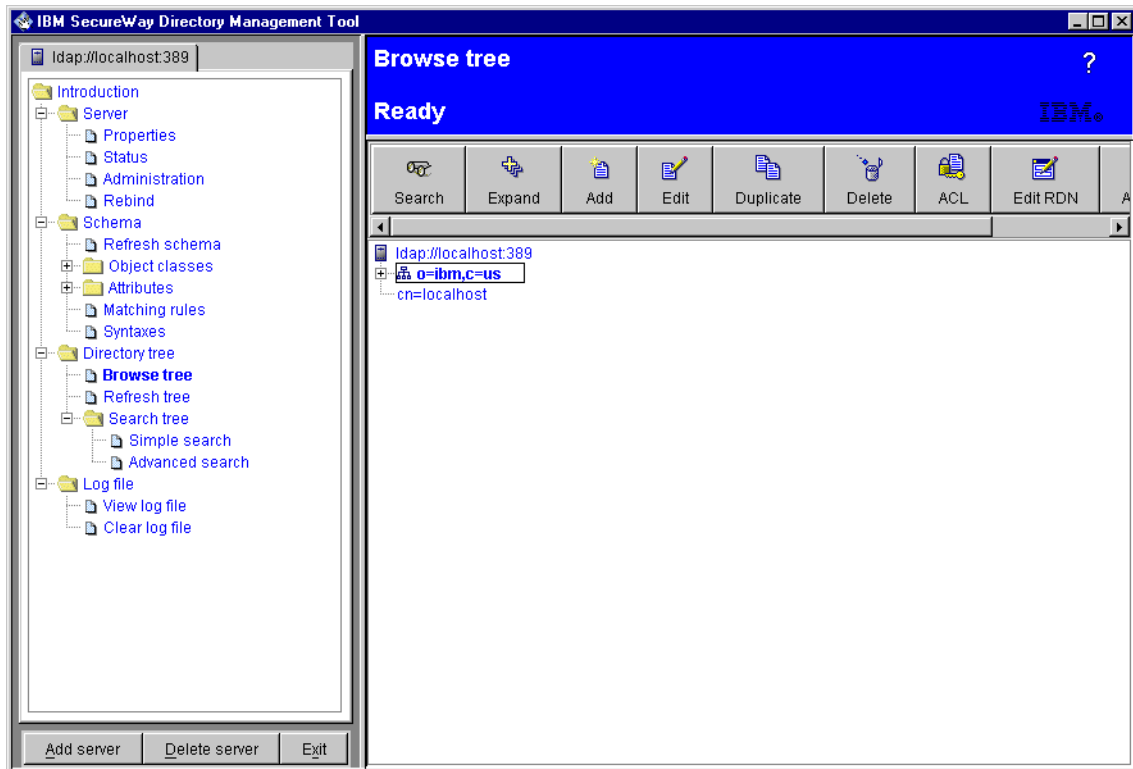 IBM SecureWay Directory Management Tool
ldap://localhost:389
Introduction
Server
Properties
Status
Administration
Rebind
Schema
Refresh schema
Object classes
Attributes
Matching rules
Syntaxes
Directory tree
Browse tree
Refresh tree
Search tree
Simple search
Advanced search
Log file
View log file
Clear log file
Add server Delete server Exit
Browse tree ?
Ready IBM
Search Expand Add Edit Duplicate Delete ACL Edit RDN A
ldap://localhost:389
o=ibm,c=us
cn=localhost